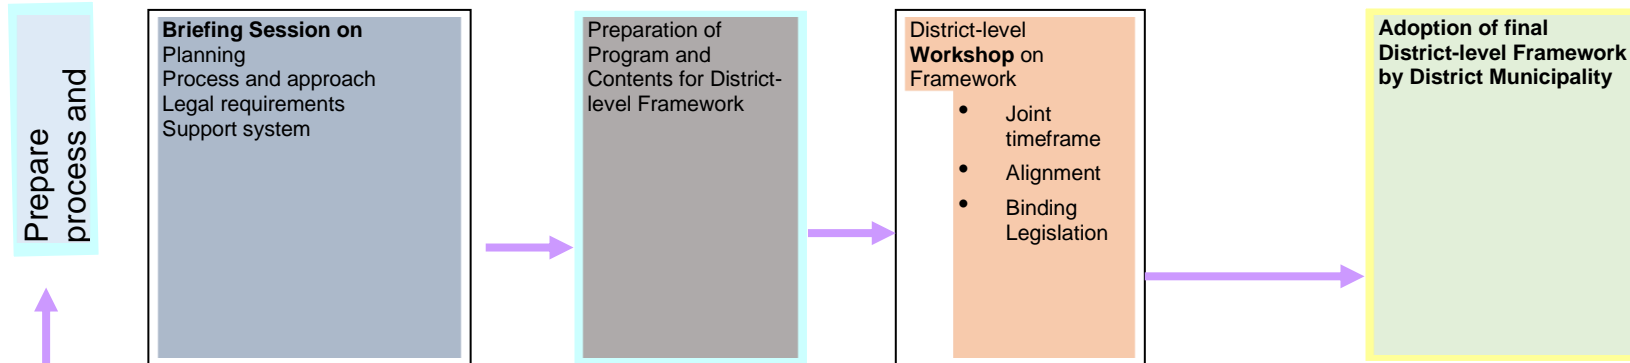 Prepare
process and
Briefing Session on
Planning
Process and approach
Legal requirements
Support system
Preparation of
Program and
Contents for District-
level Framework
District-level
Workshop on
Framework
• Joint
timeframe
• Alignment
• Binding
Legislation
Adoption of final
District-level Framework
by District Municipality